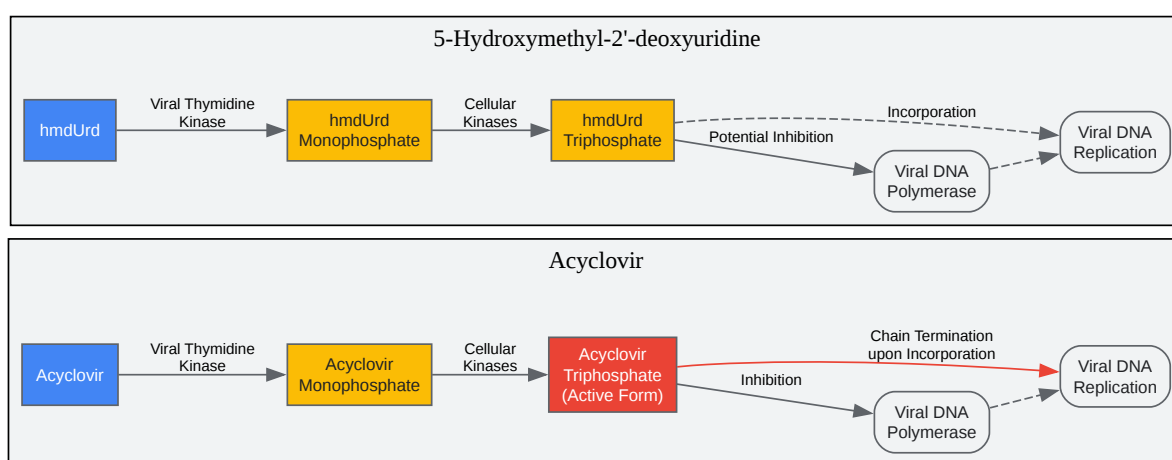 5-Hydroxymethyl-2'-deoxyuridine
hmdUrd
Viral Thymidine
Kinase
hmdUrd
Monophosphate
Cellular
Kinases
hmdUrd
Triphosphate
Incorporation
Potential Inhibition
Viral DNA
Polymerase
Viral DNA
Replication
Acyclovir
Acyclovir
Viral Thymidine
Kinase
Acyclovir
Monophosphate
Cellular
Kinases
Acyclovir
Triphosphate
(Active Form)
Chain Termination
upon Incorporation
Inhibition
Viral DNA
Polymerase
Viral DNA
Replication